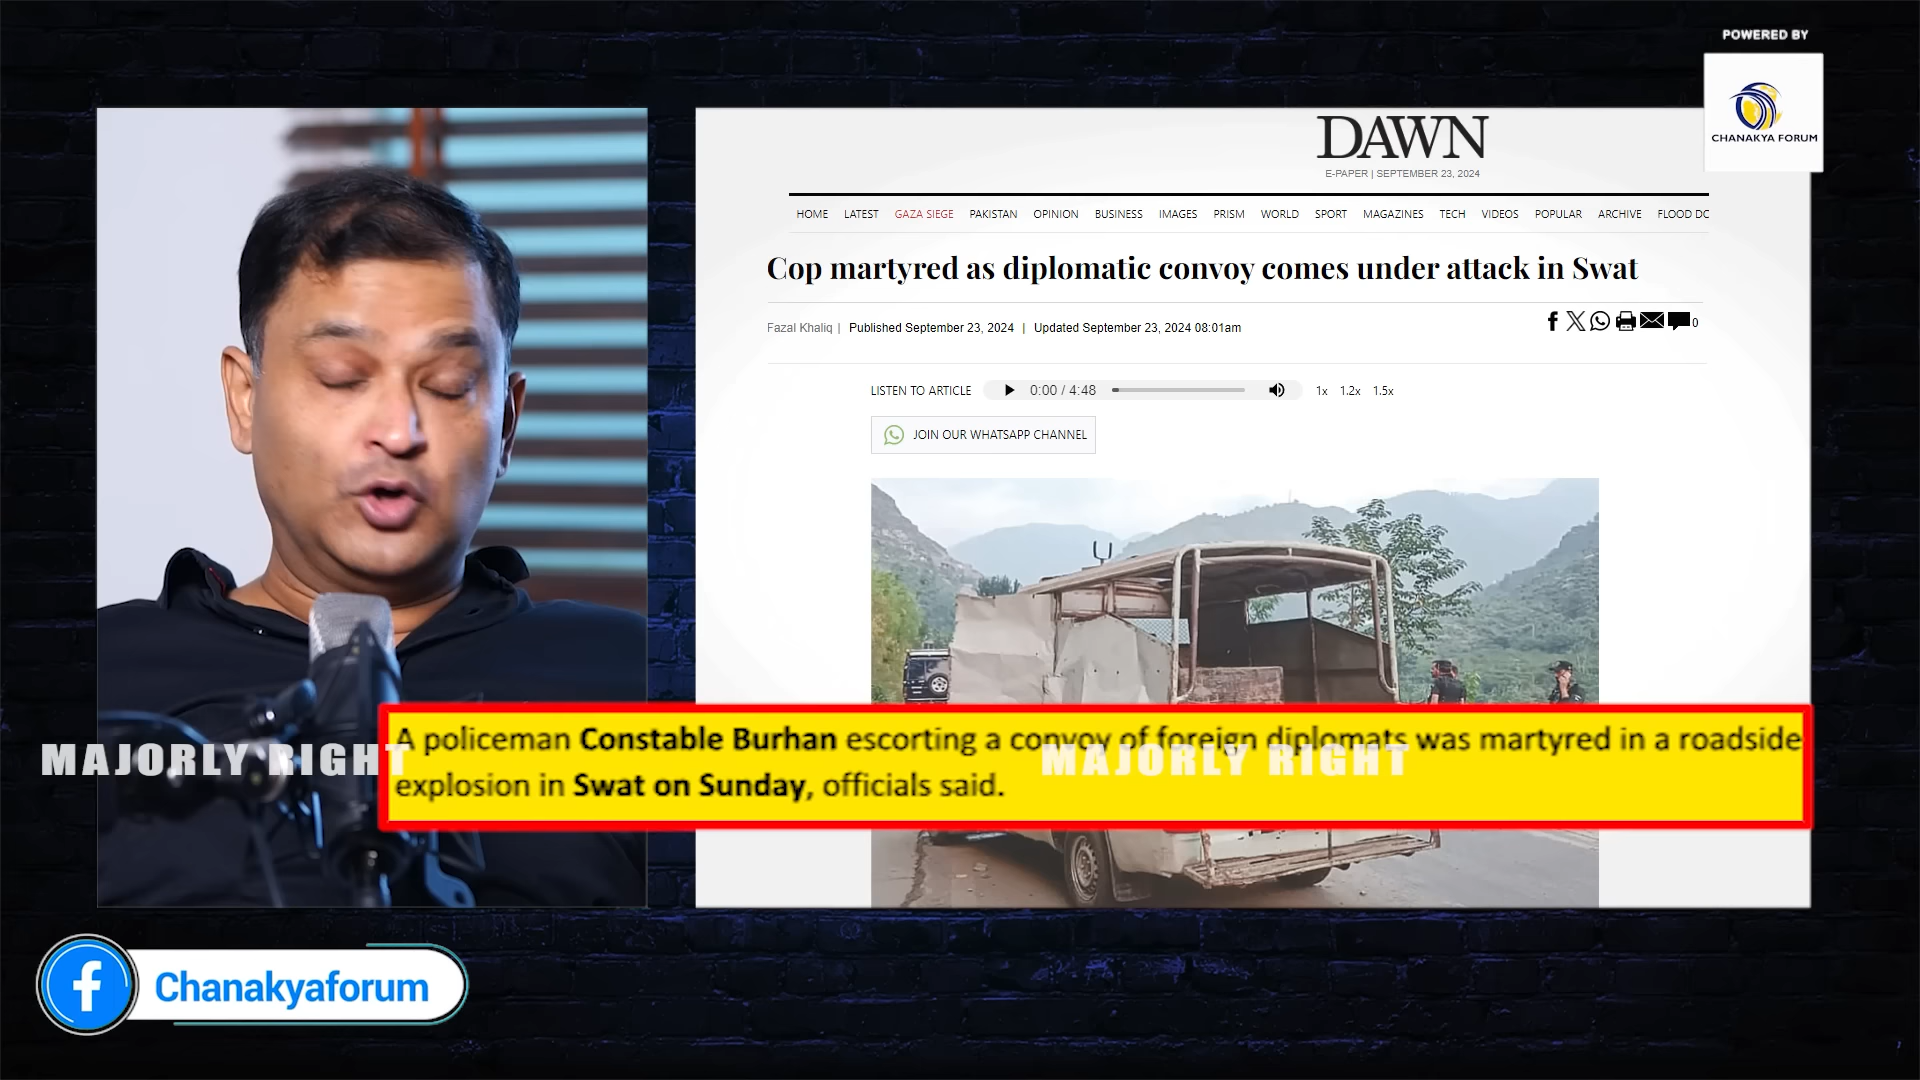 POWERED BY
CHANAKYA FORUM
DAWN
E-PAPER | SEPTEMBER 23, 2024
HOME LATEST GAZA SIEGE PAKISTAN OPINION BUSINESS IMAGES PRISM WORLD SPORT MAGAZINES TECH VIDEOS POPULAR ARCHIVE FLOOD DO
Cop martyred as diplomatic convoy comes under attack in Swat
Fazal Khaliq | Published September 23, 2024 | Updated September 23, 2024 08:01am
0
LISTEN TO ARTICLE 0:00 / 4:48 1x 1.2x 1.5x
JOIN OUR WHATSAPP CHANNEL
A policeman Constable Burhan escorting a convoy of foreign diplomats was martyred in a roadside
explosion in Swat on Sunday, officials said.
MAJORLY RIGHT MAJORLY RIGHT
Chanakyaforum